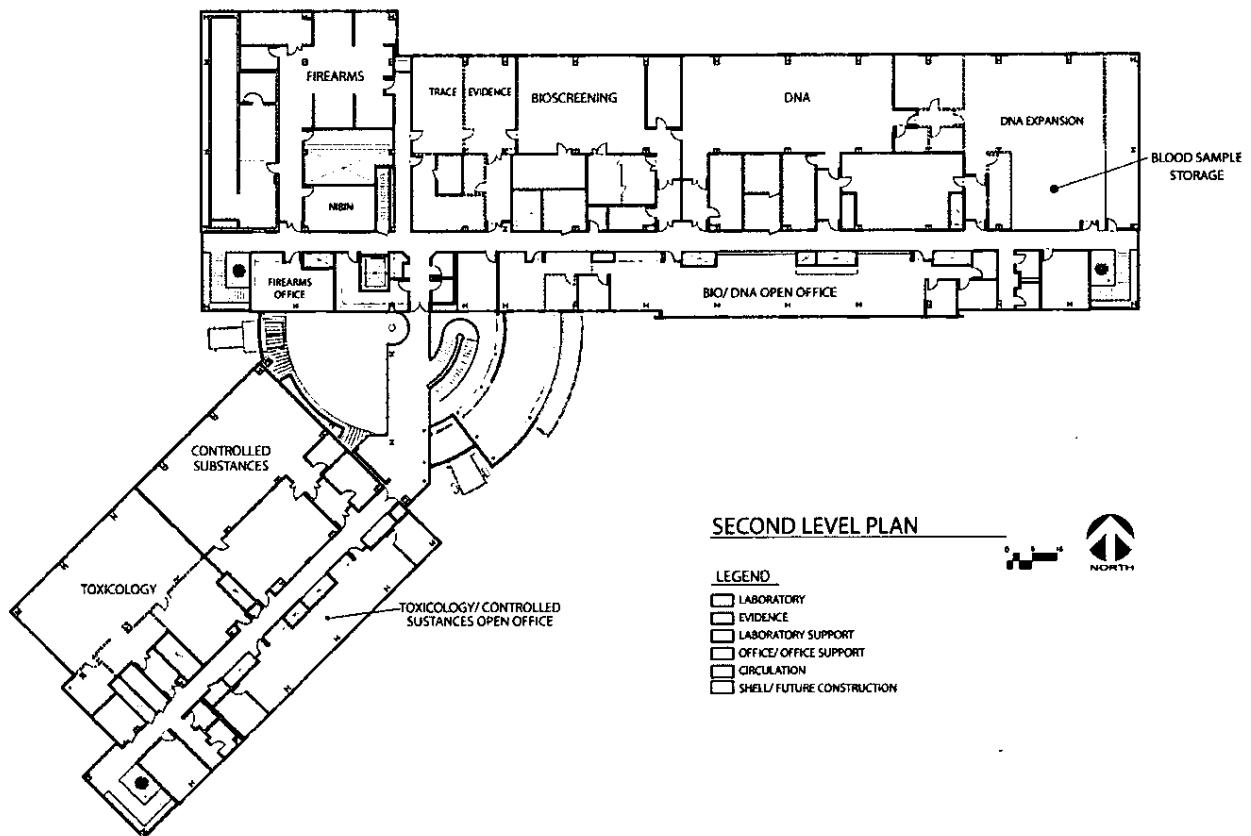 FIREARMS
TRACE
EVIDENCE
BIOSCREENING
DNA
DNA EXPANSION
BLOOD SAMPLE
STORAGE
NIBIN
FIREARMS
OFFICE
BIO/ DNA OPEN OFFICE
CONTROLLED
SUBSTANCES
TOXICOLOGY
TOXICOLOGY/ CONTROLLED
SUSTANCES OPEN OFFICE
SECOND LEVEL PLAN
NORTH
LEGEND
LABORATORY
EVIDENCE
LABORATORY SUPPORT
OFFICE/ OFFICE SUPPORT
CIRCULATION
SHELL/ FUTURE CONSTRUCTION